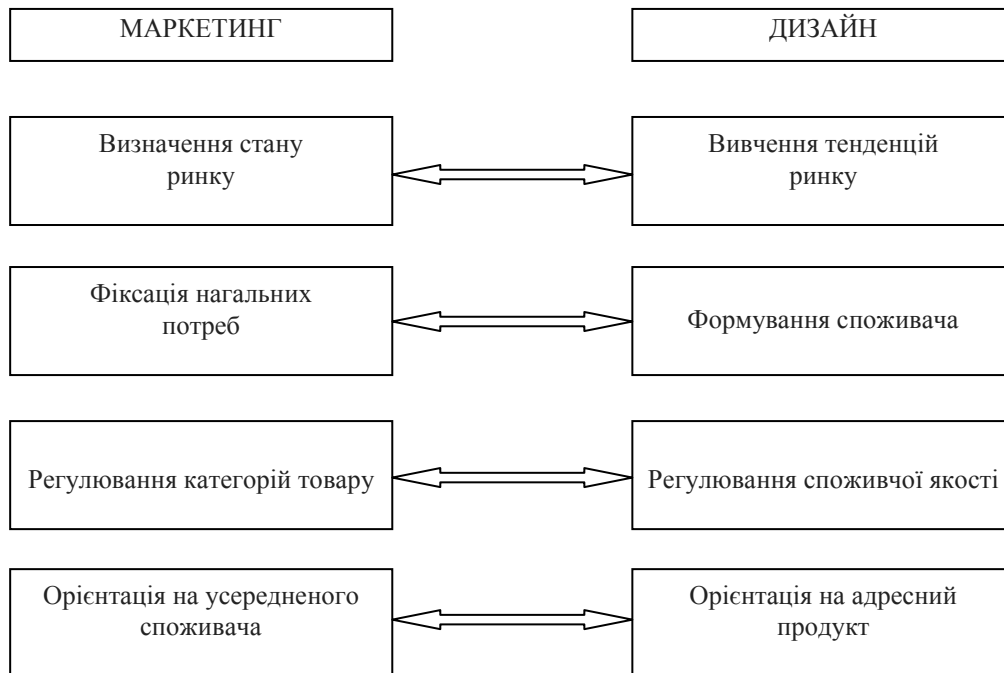 МАРКЕТИНГ
ДИЗАЙН
Визначення стану
ринку
Вивчення тенденцій
ринку
Фіксація нагальних
потреб
Формування споживача
Регулювання категорій товару
Регулювання споживчої якості
Орієнтація на усередненого
споживача
Орієнтація на адресний
продукт